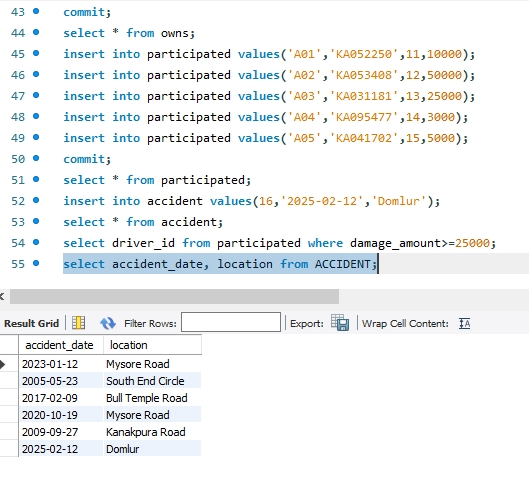 43 commit;
44 select * from owns;
45 insert into participated values('A01','KA052250',11,10000);
46 insert into participated values('A02','KA053408',12,50000);
47 insert into participated values('A03','KA031181',13,25000);
48 insert into participated values('A04','KA095477',14,3000);
49 insert into participated values('A05','KA041702',15,5000);
50 commit;
51 select * from participated;
52 insert into accident values(16,'2025-02-12','Domlur');
53 select * from accident;
54 select driver_id from participated where damage_amount>=25000;
55 select accident_date, location from ACCIDENT;
Result Grid Filter Rows: Export: Wrap Cell Content:
accident_date location
2023-01-12 Mysore Road
2005-05-23 South End Circle
2017-02-09 Bull Temple Road
2020-10-19 Mysore Road
2009-09-27 Kanakpura Road
2025-02-12 Domlur